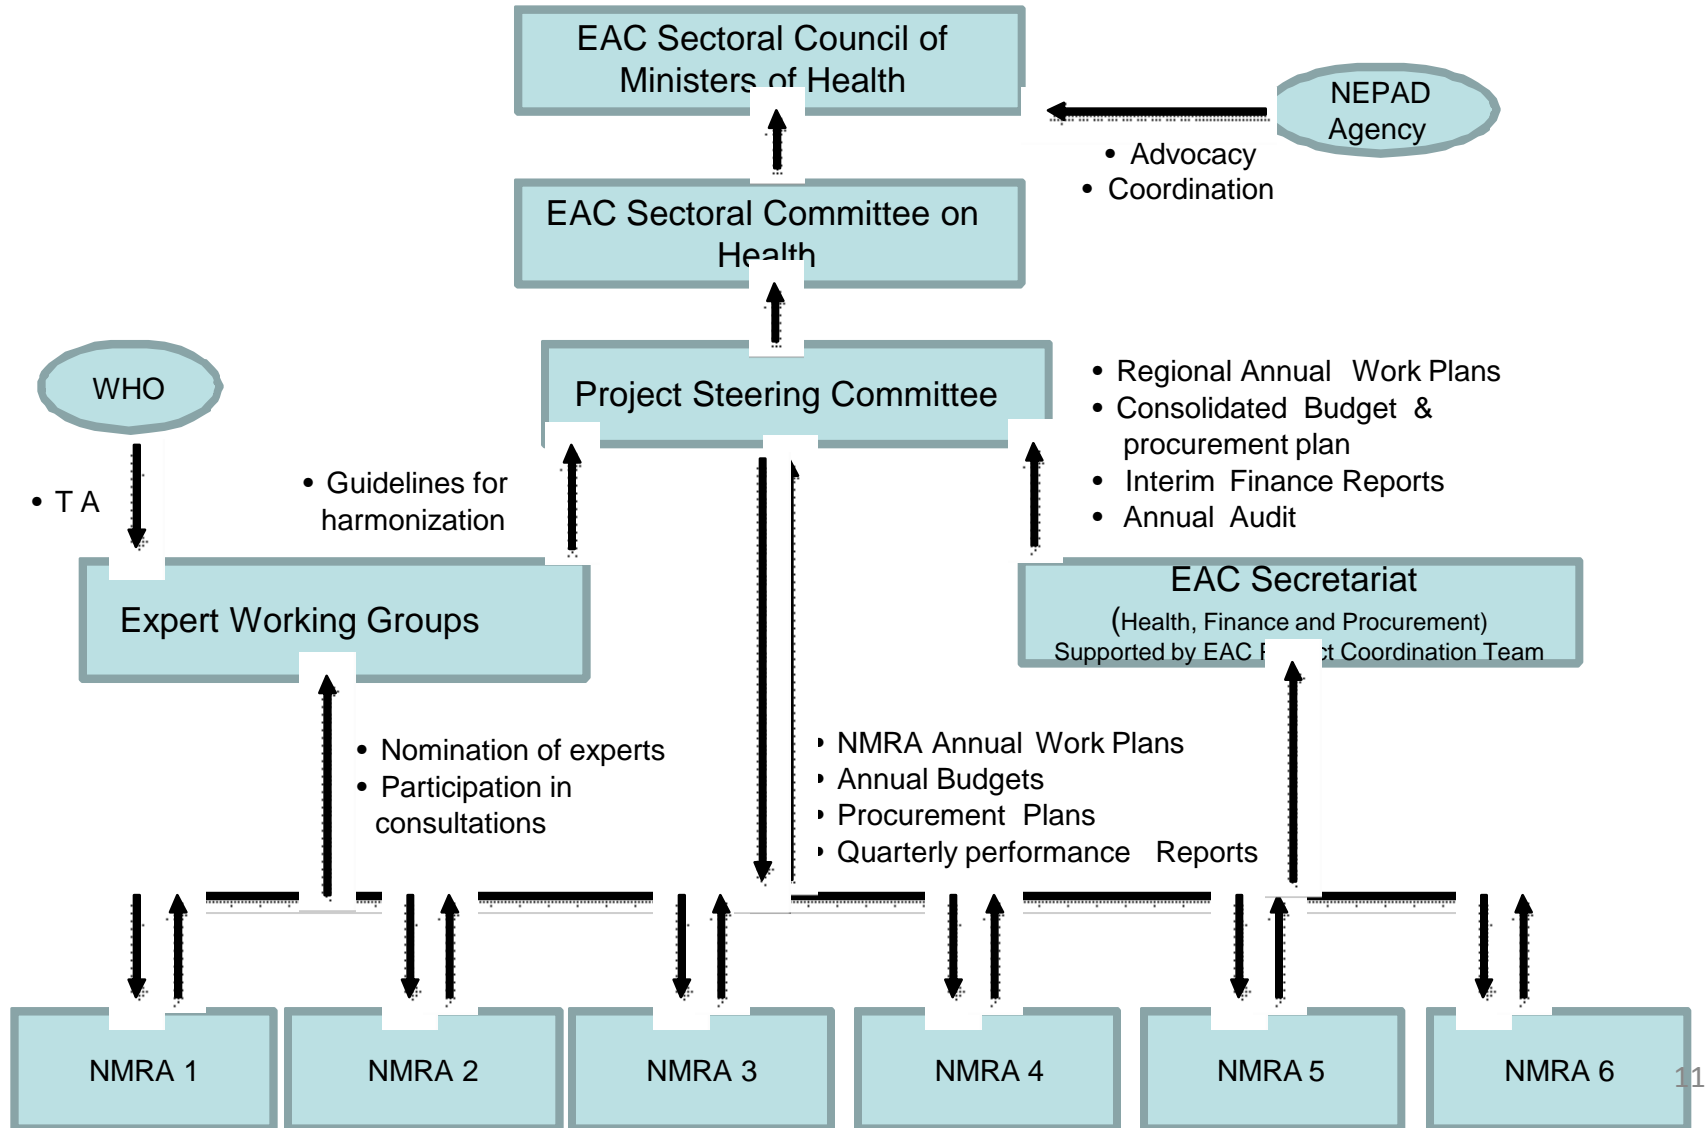 EAC Sectoral Council of
Ministers of Health
NEPAD
Agency
• Advocacy
• Coordination
EAC Sectoral Committee on
Health
WHO
Project Steering Committee
• Regional Annual Work Plans
• Consolidated Budget &
procurement plan
• Interim Finance Reports
• Annual Audit
• T A
• Guidelines for
harmonization
Expert Working Groups
EAC Secretariat
(Health, Finance and Procurement)
Supported by EAC Coordination Team
• Nomination of experts
• Participation in
consultations
• NMRA Annual Work Plans
• Annual Budgets
• Procurement Plans
• Quarterly performance Reports
NMRA 1
NMRA 2
NMRA 3
NMRA 4
NMRA 5
NMRA 6
11